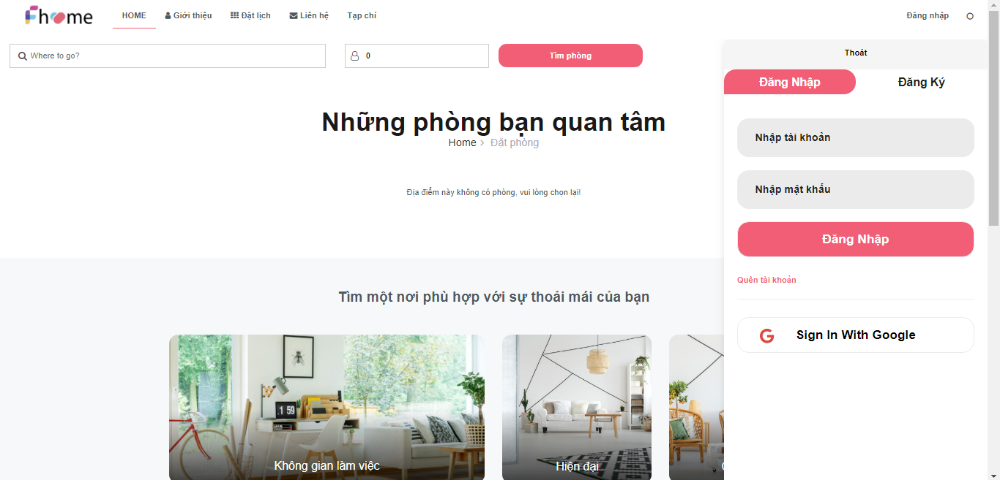 Fhome
HOME
Giới thiệu
Đặt lịch
Liên hệ
Tạp chí
Đăng nhập
Where to go?
0
Tìm phòng
Thoát
Đăng Nhập
Đăng Ký
Những phòng bạn quan tâm
Home > Đặt phòng
Địa điểm này không có phòng, vui lòng chọn lại!
Nhập tài khoản
Nhập mật khẩu
Đăng Nhập
Quên tài khoản
Sign In With Google
Tìm một nơi phù hợp với sự thoải mái của bạn
1 59
Không gian làm việc
Hiện đại